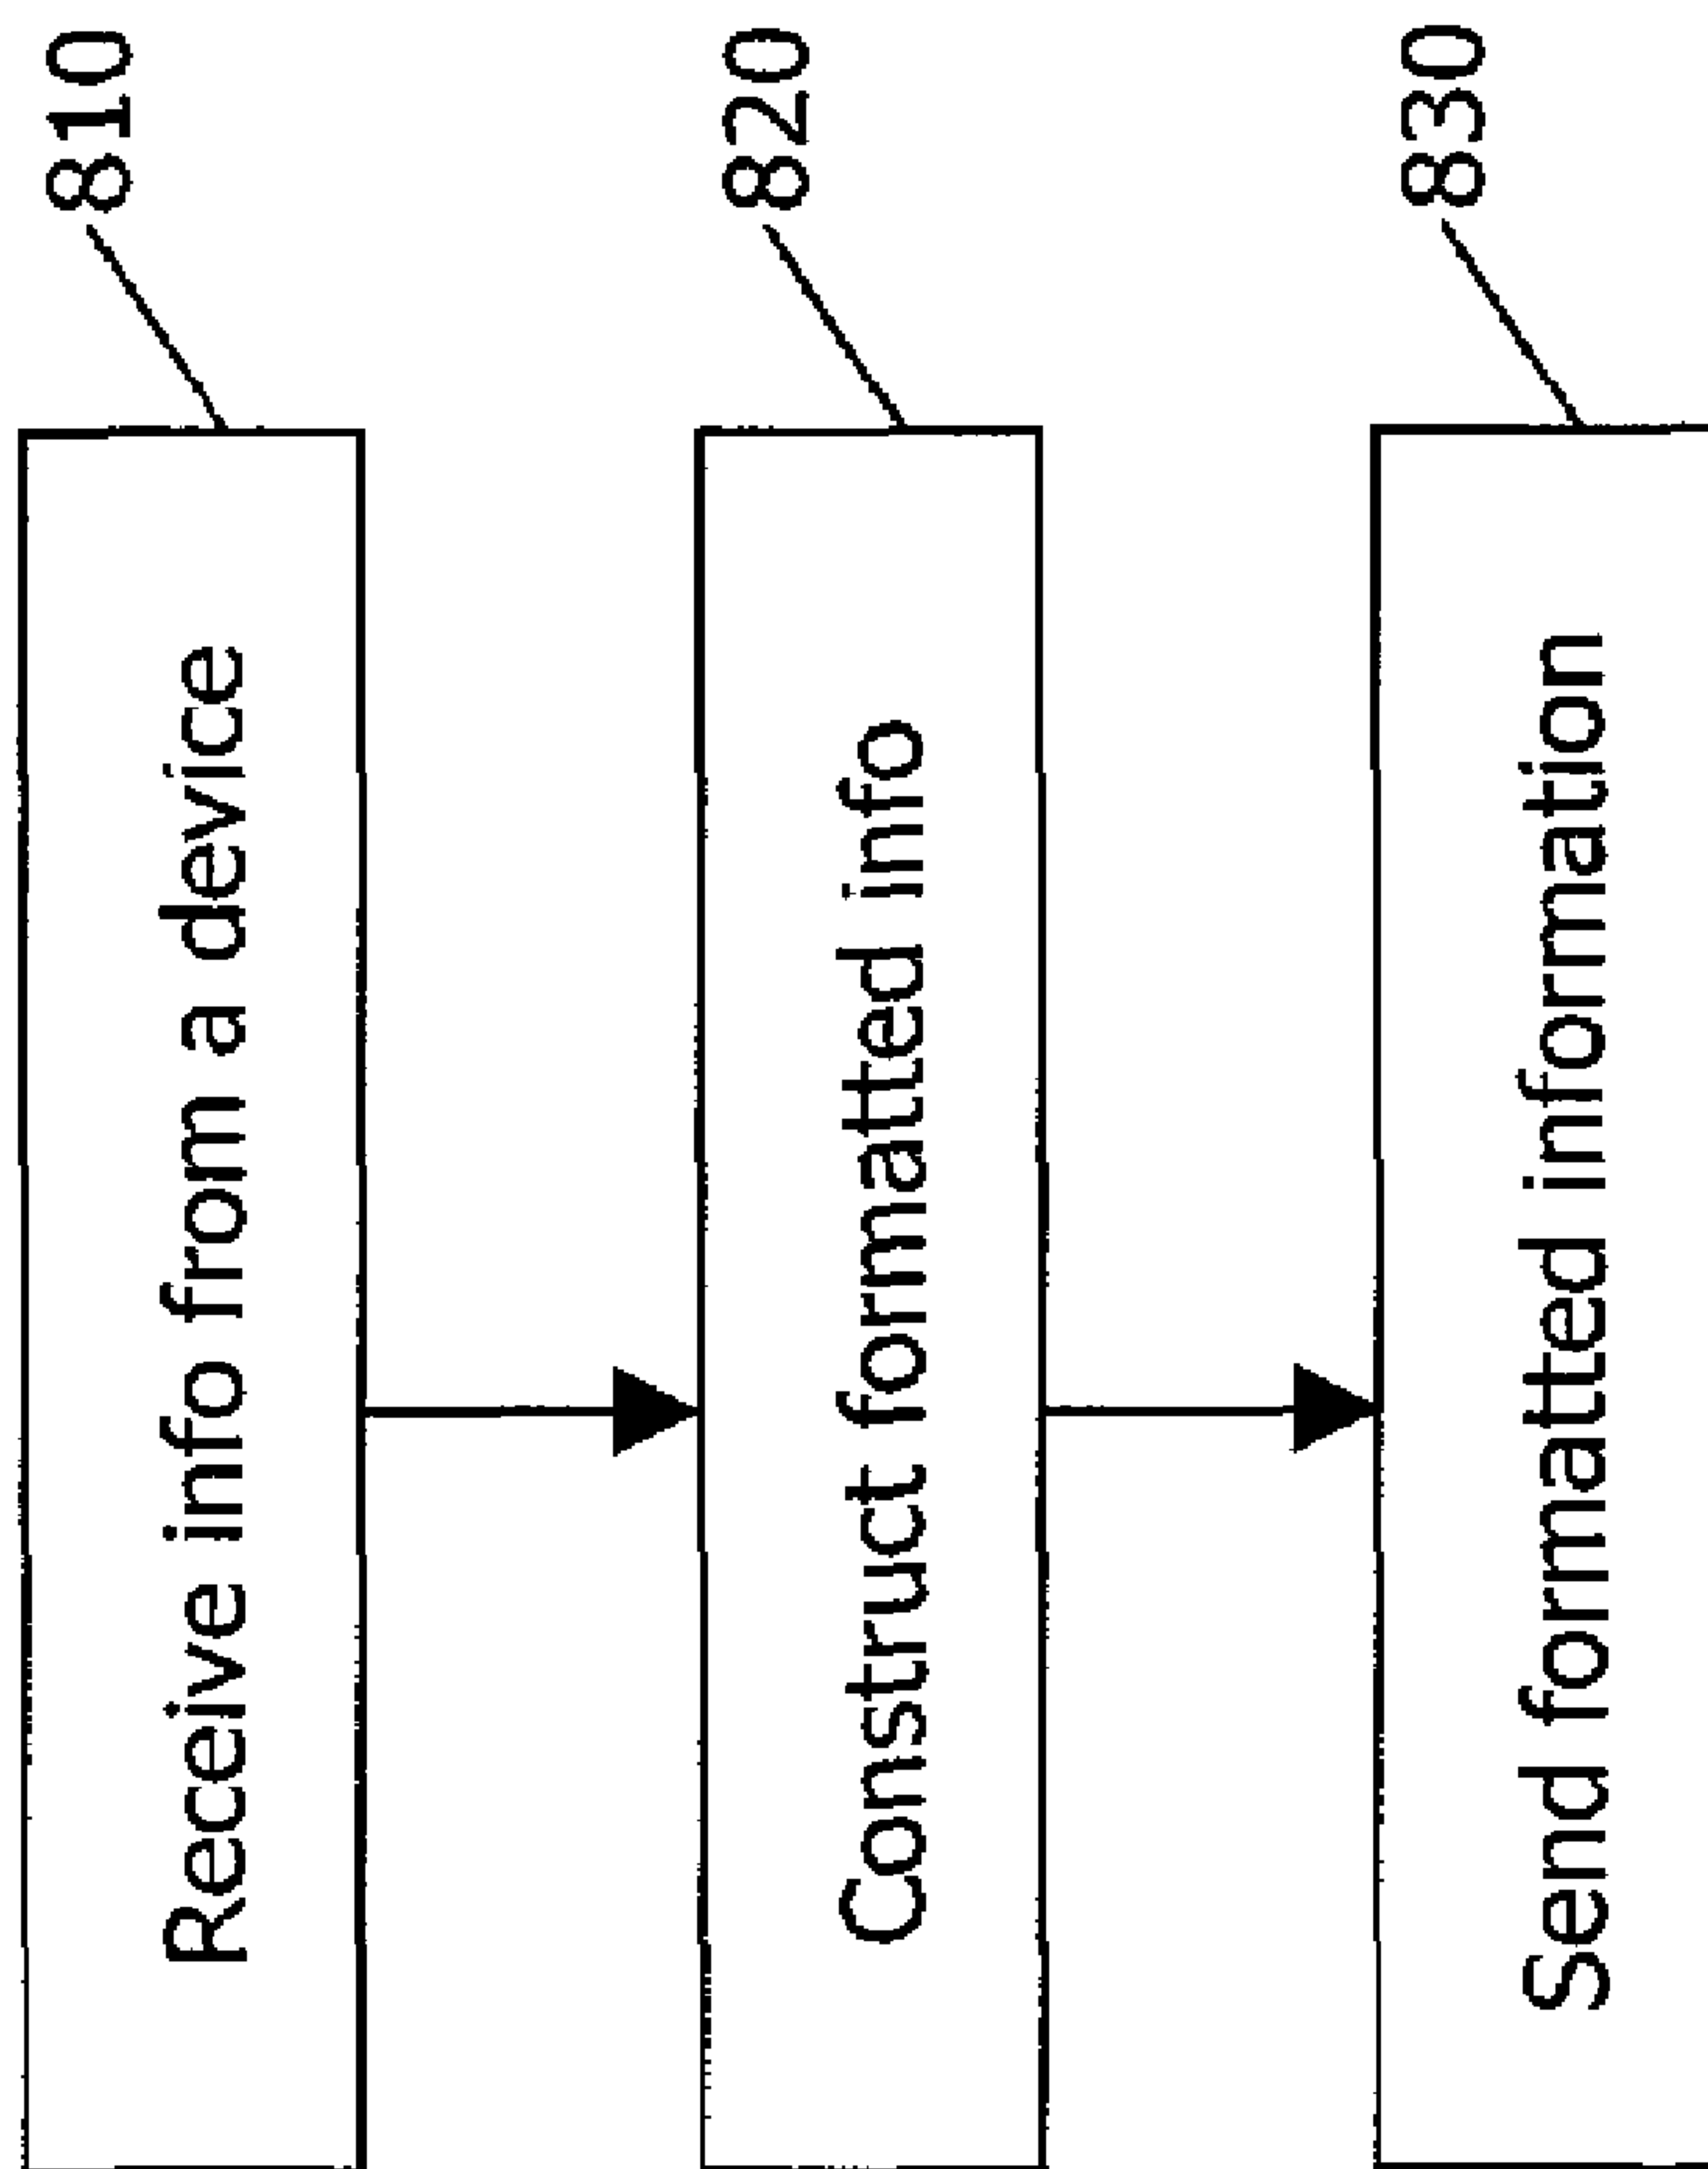 810
Receive info from a device
820
Construct formatted info
830
Send formatted information